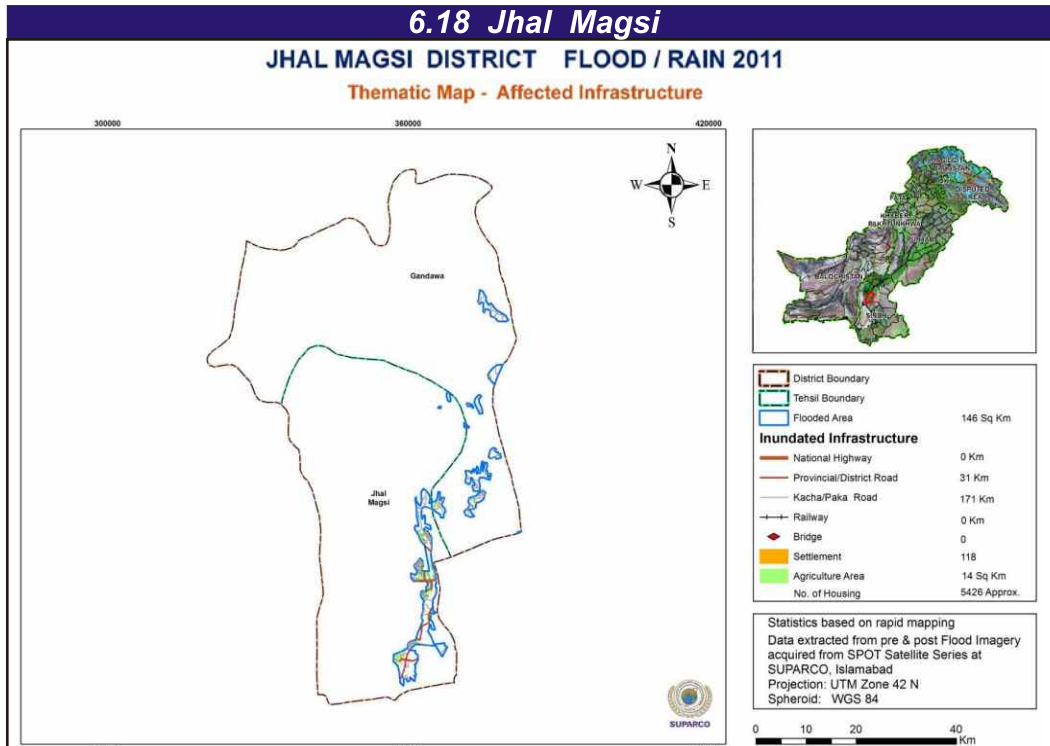 6.18 Jhal Magsi
JHAL MAGSI DISTRICT FLOOD / RAIN 2011
Thematic Map - Affected Infrastructure
300000 360000 420000
N
W E
S
Gandawa
Jhal
Magsi
BALOCHISTAN
District Boundary
Tehsil Boundary
Flooded Area 146 Sq Km
Inundated Infrastructure
National Highway 0 Km
Provincial/District Road 31 Km
Kacha/Paka Road 171 Km
Railway 0 Km
Bridge 0
Settlement 118
Agriculture Area 14 Sq Km
No. of Housing 5426 Approx.
Statistics based on rapid mapping
Data extracted from pre & post Flood Imagery
acquired from SPOT Satellite Series at
SUPARCO, Islamabad
Projection: UTM Zone 42 N
Spheroid: WGS 84
SUPARCO
0 10 20 40
Km